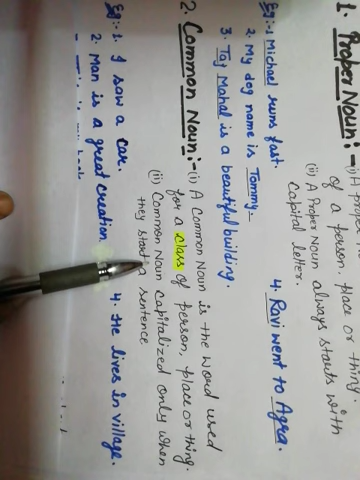 1. Proper Noun:-(i)
of a person, place or thing.
(ii) A Proper Noun always starts with
capital letter.
Eg:-1. Michael runs fast.
2. My dog name is Tommy.
4. Ravi went to Agra.
3. Taj Mahal is a beautiful building.
2. Common Noun:-(i) A Common Noun is the word used
for a class of person, place or thing.
(ii) Common Noun capitalized only when
they start a sentence
Eg:-1. I sow a car.
2. Man is a great creation
4. He lives in village.